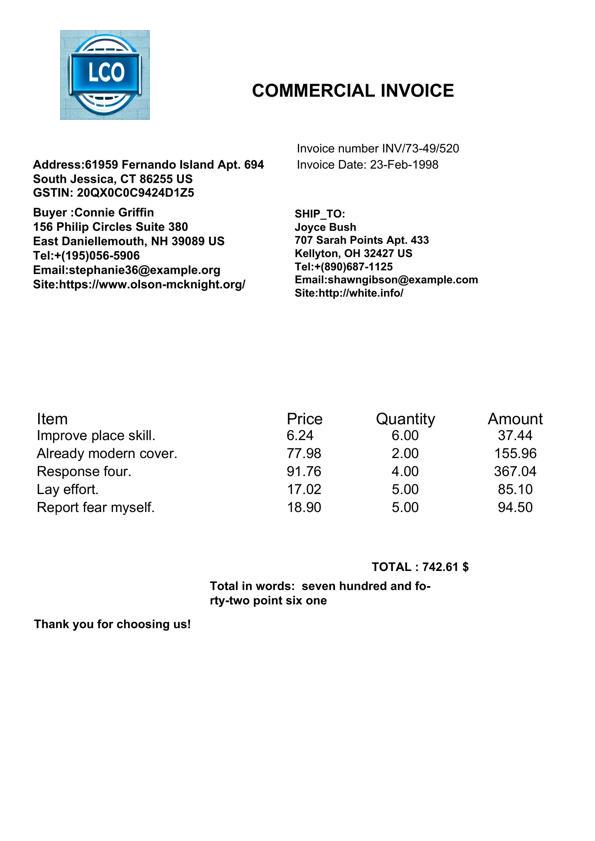 LCO
COMMERCIAL INVOICE
Invoice number INV/73-49/520
Invoice Date: 23-Feb-1998
Address:61959 Fernando Island Apt. 694
South Jessica, CT 86255 US
GSTIN: 20QX0C0C9424D1Z5
Buyer :Connie Griffin
156 Philip Circles Suite 380
East Daniellemouth, NH 39089 US
Tel:+(195)056-5906
Email:stephanie36@example.org
Site:https://www.olson-mcknight.org/
SHIP_TO:
Joyce Bush
707 Sarah Points Apt. 433
Kellyton, OH 32427 US
Tel:+(890)687-1125
Email:shawngibson@example.com
Site:http://white.info/
Item Price Quantity Amount
Improve place skill. 6.24 6.00 37.44
Already modern cover. 77.98 2.00 155.96
Response four. 91.76 4.00 367.04
Lay effort. 17.02 5.00 85.10
Report fear myself. 18.90 5.00 94.50
TOTAL : 742.61 $
Total in words: seven hundred and fo-
rty-two point six one
Thank you for choosing us!